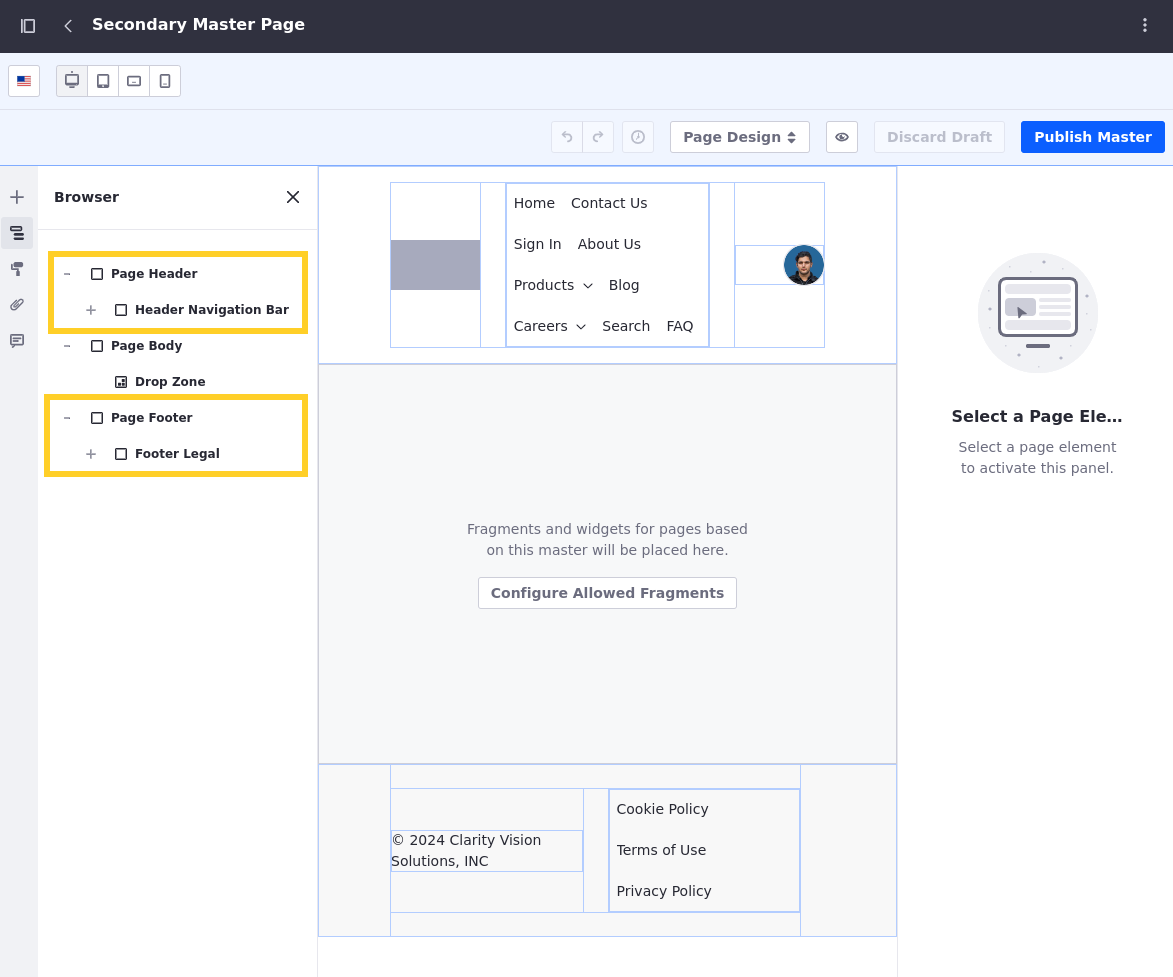 Secondary Master Page
Page Design
Discard Draft
Publish Master
Browser
Page Header
Header Navigation Bar
Page Body
Drop Zone
Page Footer
Footer Legal
Home Contact Us
Sign In About Us
Products Blog
Careers Search FAQ
Fragments and widgets for pages based
on this master will be placed here.
Configure Allowed Fragments
© 2024 Clarity Vision
Solutions, INC
Cookie Policy
Terms of Use
Privacy Policy
Select a Page Ele...
Select a page element
to activate this panel.